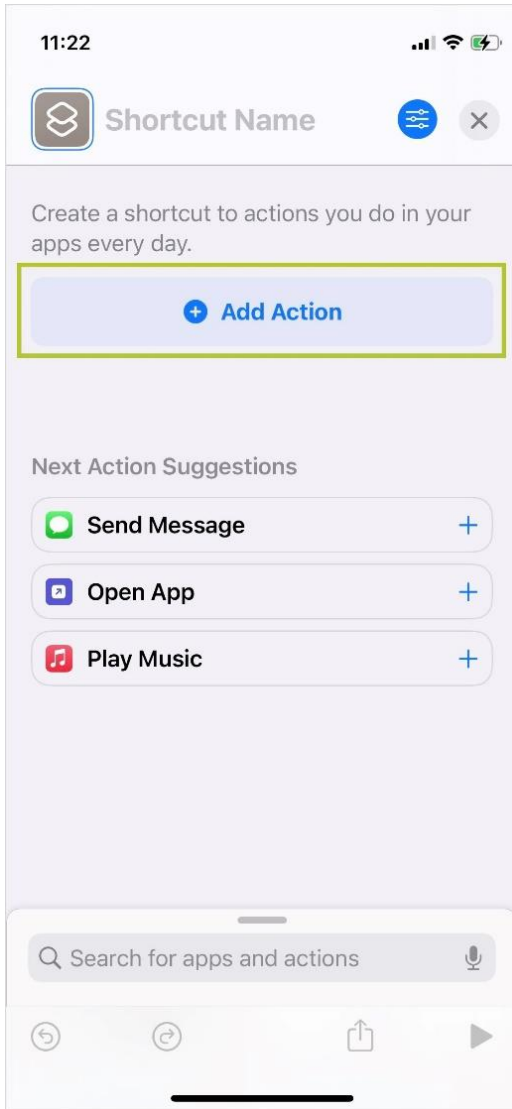 11:22
Shortcut Name
Create a shortcut to actions you do in your
apps every day.
Add Action
Next Action Suggestions
Send Message
Open App
Play Music
Search for apps and actions